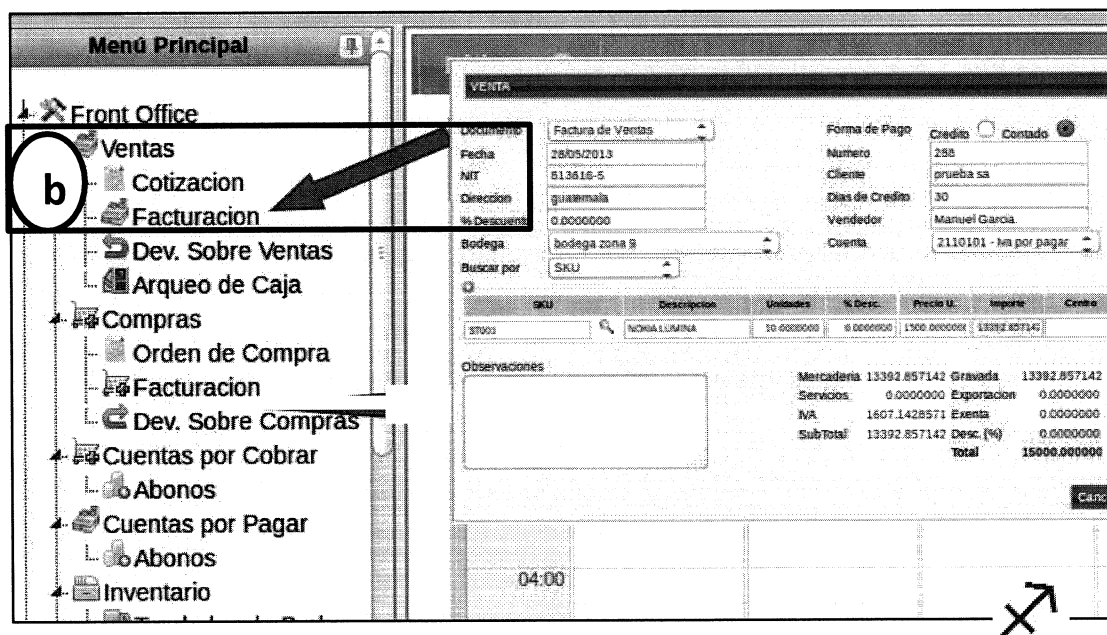 Menú Principal
Front Office
Ventas
b
Cotizacion
Facturacion
Dev. Sobre Ventas
Arqueo de Caja
Compras
Orden de Compra
Facturacion
Dev. Sobre Compras
Cuentas por Cobrar
Abonos
Cuentas por Pagar
Abonos
Inventario
VENTA
Documento Factura de Ventas Forma de Pago Credito Contado
Fecha 28/05/2013 Numero 288
NIT 613616-5 Cliente prueba sa
Direccion guatemala Dias de Credito 30
% Descuento 0.0000000 Vendedor Manuel Garcia.
Bodega bodega zona 9 Cuenta 2110101 - Iva por pagar
Buscar por SKU
SKU Descripcion Unidades % Desc. Precio U. Importe Centro
ST001 NOKIA LUMINA 10.0000000 0.0000000 1500.000000 13392.857142
Observaciones
Mercaderia 13392.857142 Gravada 13392.857142
Servicios 0.0000000 Exportacion 0.0000000
IVA 1607.1428571 Exenta 0.0000000
SubTotal 13392.857142 Desc. (%) 0.0000000
Total 15000.000000
Canc
04:00